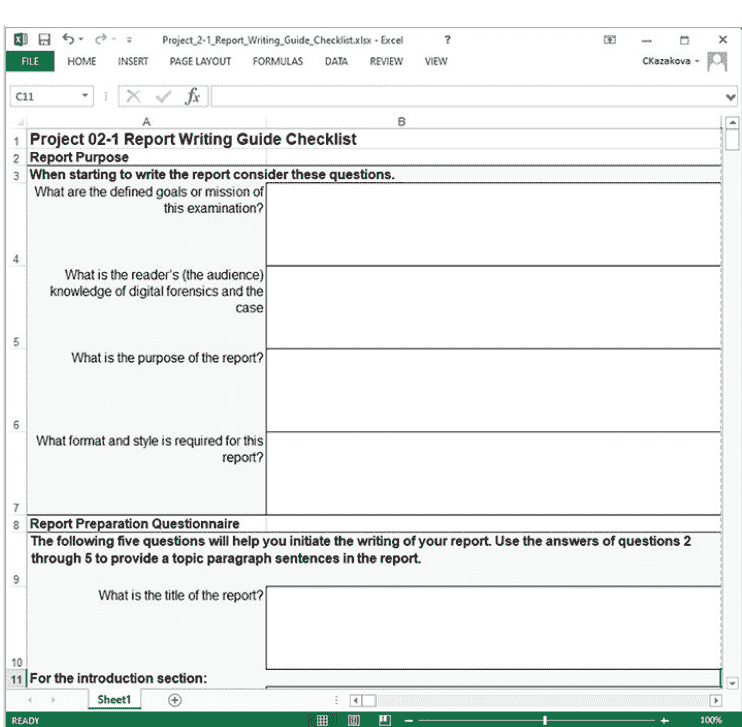 Project_2-1_Report_Writing_Guide_Checklist.xlsx - Excel
?
FILE HOME INSERT PAGE LAYOUT FORMULAS DATA REVIEW VIEW CKazakova
C11 fx
A B
1 Project 02-1 Report Writing Guide Checklist
2 Report Purpose
3 When starting to write the report consider these questions.
What are the defined goals or mission of
this examination?
4
What is the reader's (the audience)
knowledge of digital forensics and the
case
5
What is the purpose of the report?
6
What format and style is required for this
report?
7
8 Report Preparation Questionnaire
The following five questions will help you initiate the writing of your report. Use the answers of questions 2
through 5 to provide a topic paragraph sentences in the report.
9
What is the title of the report?
10
11 For the introduction section:
Sheet1
READY 100%